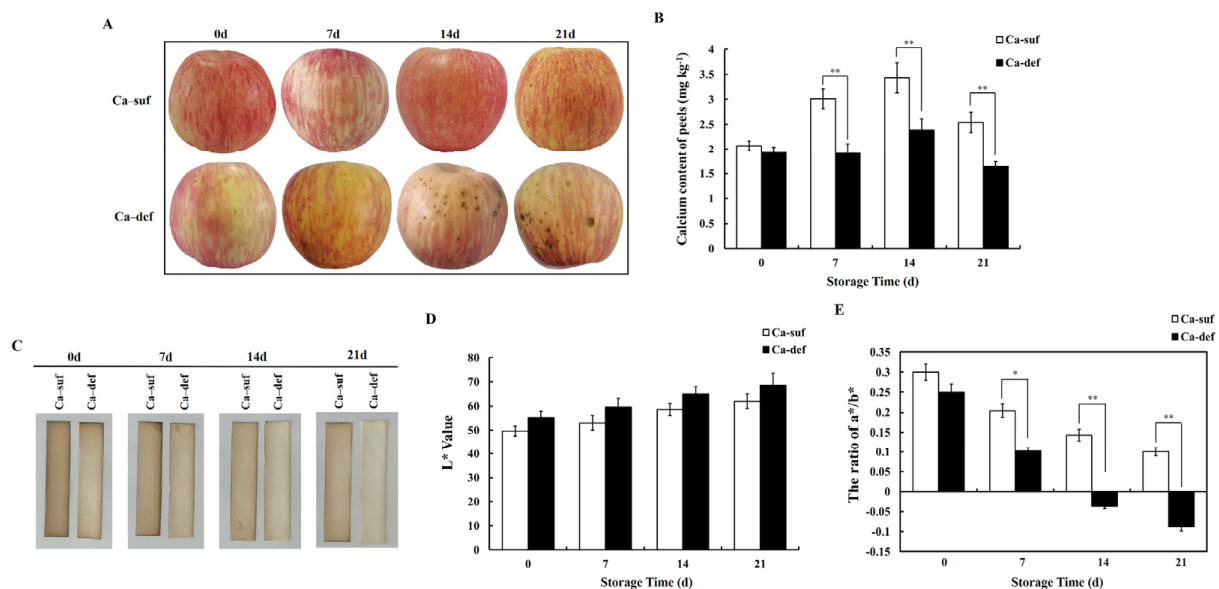 A
0d 7d 14d 21d
Ca–suf
Ca–def
B
Ca-suf
Ca-def
Calcium content of peels (mg kg⁻¹)
4
3.5
3
2.5
2
1.5
1
0.5
0
**
**
**
0 7 14 21
Storage Time (d)
C
0d 7d 14d 21d
Ca–suf Ca–def Ca–suf Ca–def Ca–suf Ca–def Ca–suf Ca–def
D
Ca-suf
Ca-def
L* Value
80
70
60
50
40
30
20
10
0
0 7 14 21
Storage Time (d)
E
Ca-suf
Ca-def
The ratio of a*/b*
0.35
0.3
0.25
0.2
0.15
0.1
0.05
0
-0.05
-0.1
-0.15
*
**
**
0 7 14 21
Storage Time (d)